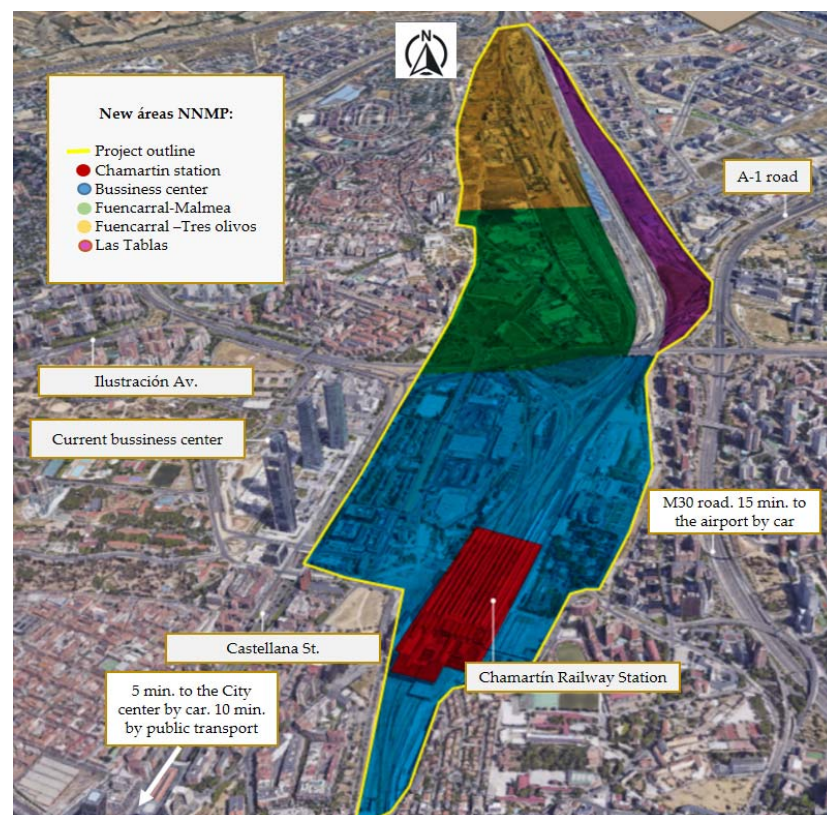 N
New áreas NNMP:
Project outline
Chamartin station
Bussiness center
Fuencarral-Malmea
Fuencarral –Tres olivos
Las Tablas
A-1 road
Ilustración Av.
Current bussiness center
M30 road. 15 min. to
the airport by car
Castellana St.
Chamartín Railway Station
5 min. to the City
center by car. 10 min.
by public transport